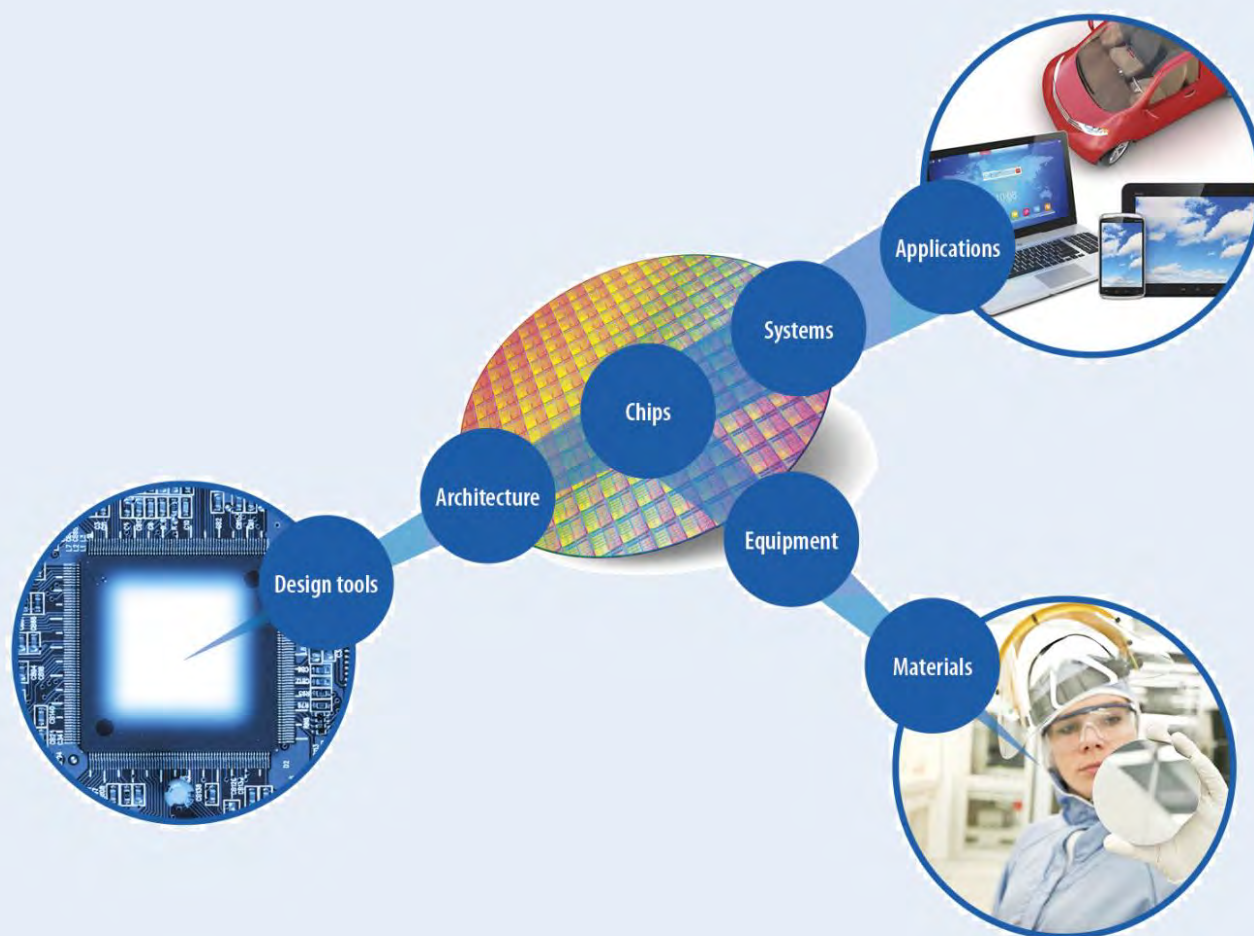 Applications
Systems
Chips
Architecture
Equipment
Design tools
Materials